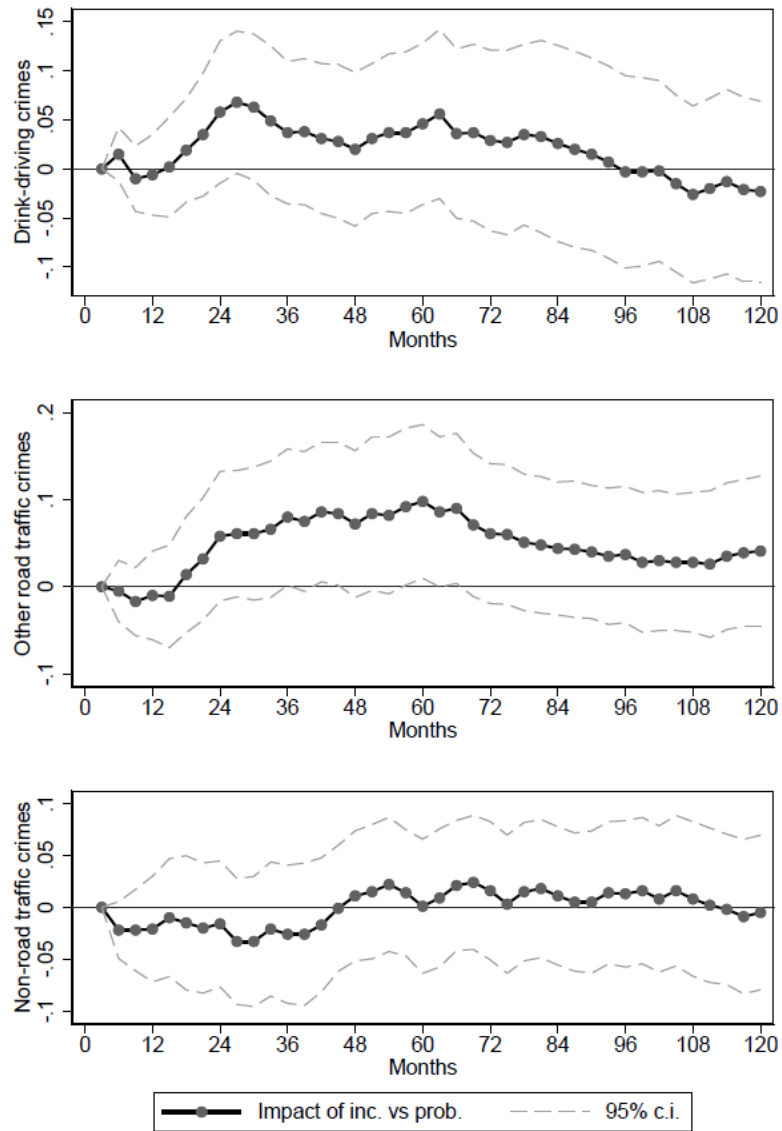 Drink-driving crimes
.15
.1
.05
0
-.05
-.1
0 12 24 36 48 60 72 84 96 108 120
Months
Other road traffic crimes
.2
.1
0
-.1
0 12 24 36 48 60 72 84 96 108 120
Months
Non-road traffic crimes
.1
.05
0
-.05
-.1
0 12 24 36 48 60 72 84 96 108 120
Months
Impact of inc. vs prob. 95% c.i.